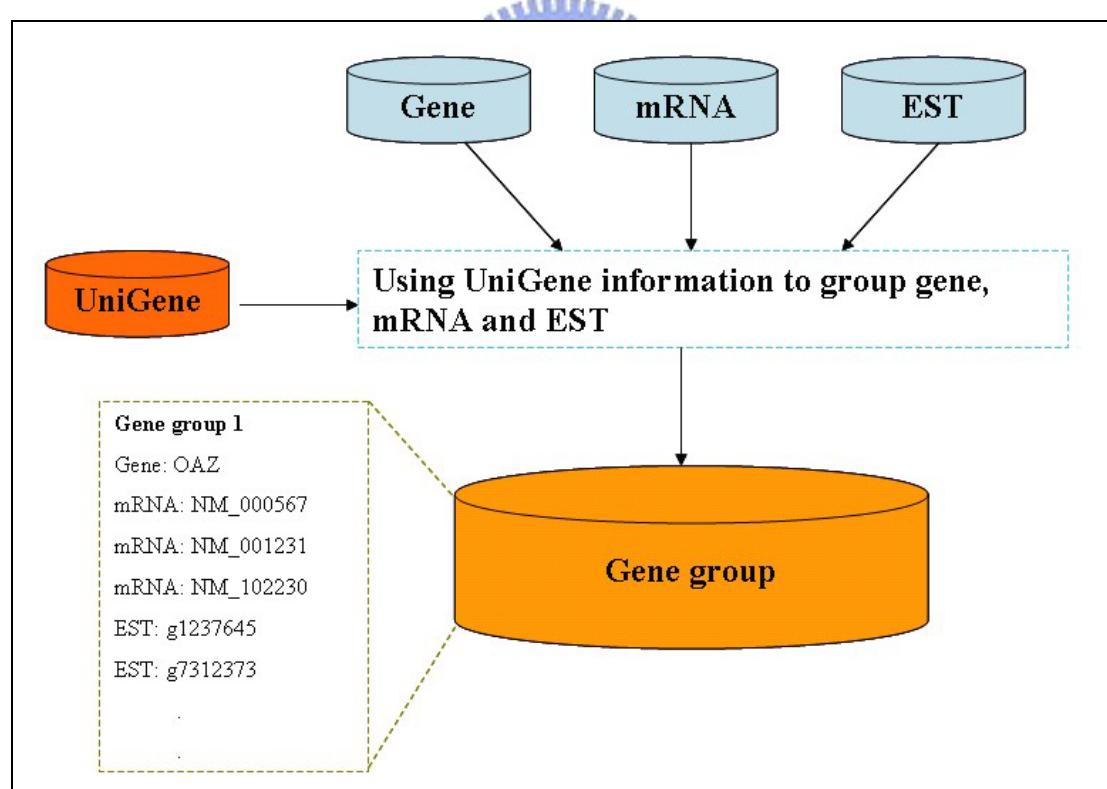 Gene
mRNA
EST
UniGene
Using UniGene information to group gene,
mRNA and EST
Gene group 1
Gene: OAZ
mRNA: NM_000567
mRNA: NM_001231
mRNA: NM_102230
EST: g1237645
EST: g7312373
.
.
Gene group